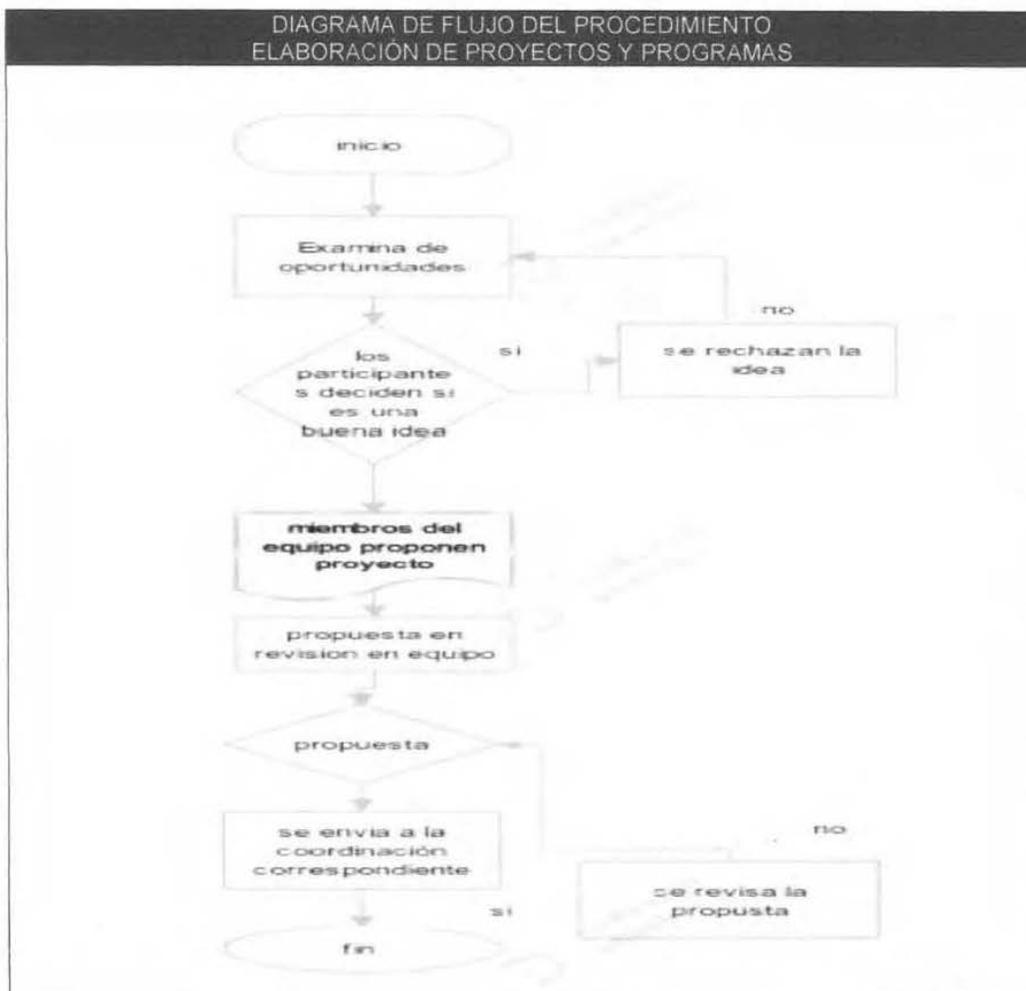 DIAGRAMA DE FLUJO DEL PROCEDIMIENTO
ELABORACIÓN DE PROYECTOS Y PROGRAMAS
inicio
Examina de
oportunidades
no
si
se rechazan la
idea
los
participante
s deciden si
es una
buena idea
miembros del
equipo proponen
proyecto
propuesta en
revision en equipo
propuesta
se envia a la
coordinación
correspondiente
no
se revisa la
propusta
si
fin